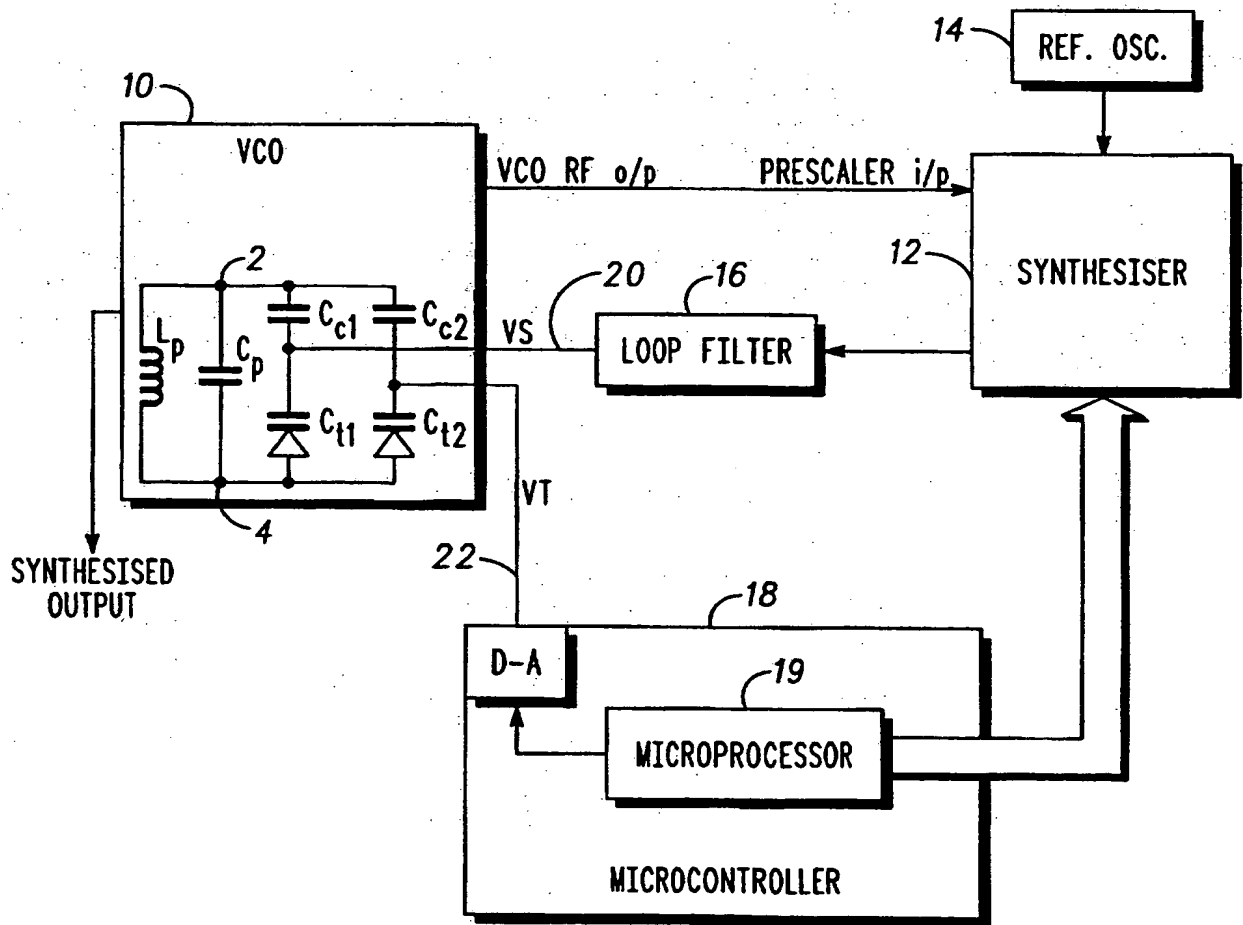 14
REF. OSC.
10
VCO
VCO RF o/p
PRESCALER i/p
2
12
SYNTHESISER
20
16
Lp
Cp
Cc1
Cc2
VS
LOOP FILTER
Ct1
Ct2
4
VT
SYNTHESISED
OUTPUT
22
18
D-A
19
MICROPROCESSOR
MICROCONTROLLER